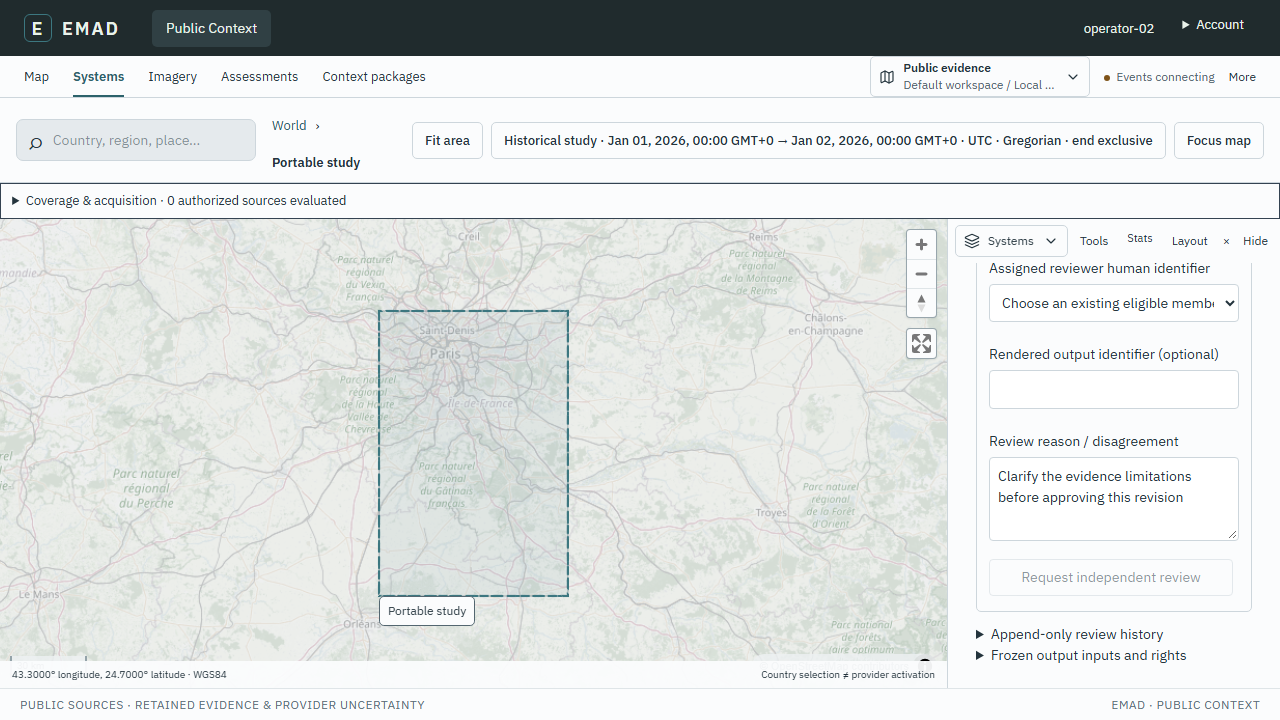 E EMAD Public Context operator-02 ▶ Account
Map Systems Imagery Assessments Context packages
Public evidence
Default workspace / Local ...
Events connecting More
Country, region, place...
World ›
Portable study
Fit area
Historical study · Jan 01, 2026, 00:00 GMT+0 → Jan 02, 2026, 00:00 GMT+0 · UTC · Gregorian · end exclusive
Focus map
▶ Coverage & acquisition · 0 authorized sources evaluated
Creil
Reims
Parc naturel
régional
du Vexin
Français
Parc naturel
régional
de la Montagne
de Reims
Châlons-
en-Champagne
Saint-Denis
Paris
Parc naturel
régional
de la Haute
Vallée de
Chevreuse
Île-de-France
Parc naturel
régional
du Perche
Parc naturel
régional
du Gâtinais
français
Parc naturel
régional
de la Forêt
d'Orient
Troyes
Le Mans
Orléans
Portable study
Parc national
de forêts
43.3000° longitude, 24.7000° latitude · WGS84
Country selection ≠ provider activation
Systems Tools Stats Layout × Hide
Assigned reviewer human identifier
Choose an existing eligible membe
Rendered output identifier (optional)
Review reason / disagreement
Clarify the evidence limitations
before approving this revision
Request independent review
▶ Append-only review history
▶ Frozen output inputs and rights
PUBLIC SOURCES · RETAINED EVIDENCE & PROVIDER UNCERTAINTY
EMAD · PUBLIC CONTEXT